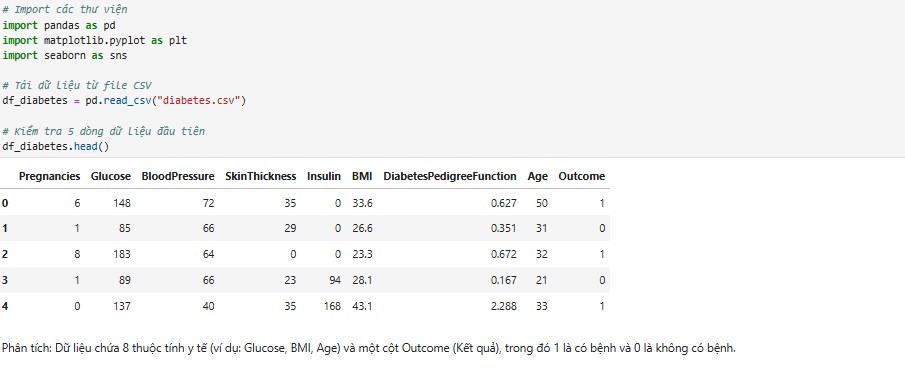 # Import các thư viện
import pandas as pd
import matplotlib.pyplot as plt
import seaborn as sns
# Tải dữ liệu từ file CSV
df_diabetes = pd.read_csv("diabetes.csv")
# Kiểm tra 5 dòng dữ liệu đầu tiên
df_diabetes.head()
Pregnancies Glucose BloodPressure SkinThickness Insulin BMI DiabetesPedigreeFunction Age Outcome
0 6 148 72 35 0 33.6 0.627 50 1
1 1 85 66 29 0 26.6 0.351 31 0
2 8 183 64 0 0 23.3 0.672 32 1
3 1 89 66 23 94 28.1 0.167 21 0
4 0 137 40 35 168 43.1 2.288 33 1
Phân tích: Dữ liệu chứa 8 thuộc tính y tế (ví dụ: Glucose, BMI, Age) và một cột Outcome (Kết quả), trong đó 1 là có bệnh và 0 là không có bệnh.